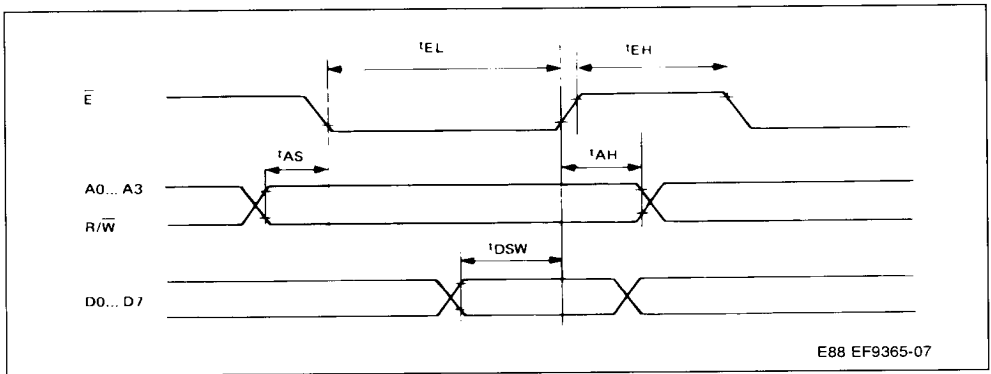 tEL
tEH
E̅
tAS
tAH
A0... A3
R/W̅
tDSW
D0... D7
E88 EF9365-07